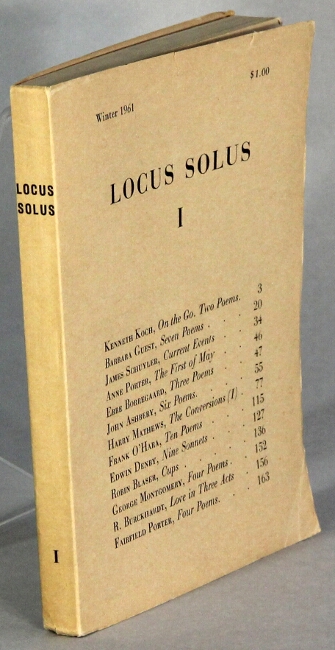 Winter 1961
$1.00
LOCUS SOLUS
I
KENNETH KOCH, On the Go, Two Poems. 3
BARBARA GUEST, Seven Poems . . . . 20
JAMES SCHUYLER, Current Events . . . 34
ANNE PORTER, The First of May . . . 46
EBBE BOREGAARD, Three Poems . . . 47
JOHN ASHBERY, Six Poems. . . . . 55
HARRY MATHEWS, The Conversions (I) . 77
FRANK O'HARA, Ten Poems . . . . 115
EDWIN DENBY, Nine Sonnets . . . . 127
ROBIN BLASER, Cups . . . . . . 136
GEORGE MONTGOMERY, Four Poems . . . 152
R. BURCKHARDT, Love in Three Acts . . 156
FAIRFIELD PORTER, Four Poems. . . . 163
LOCUS
SOLUS
I